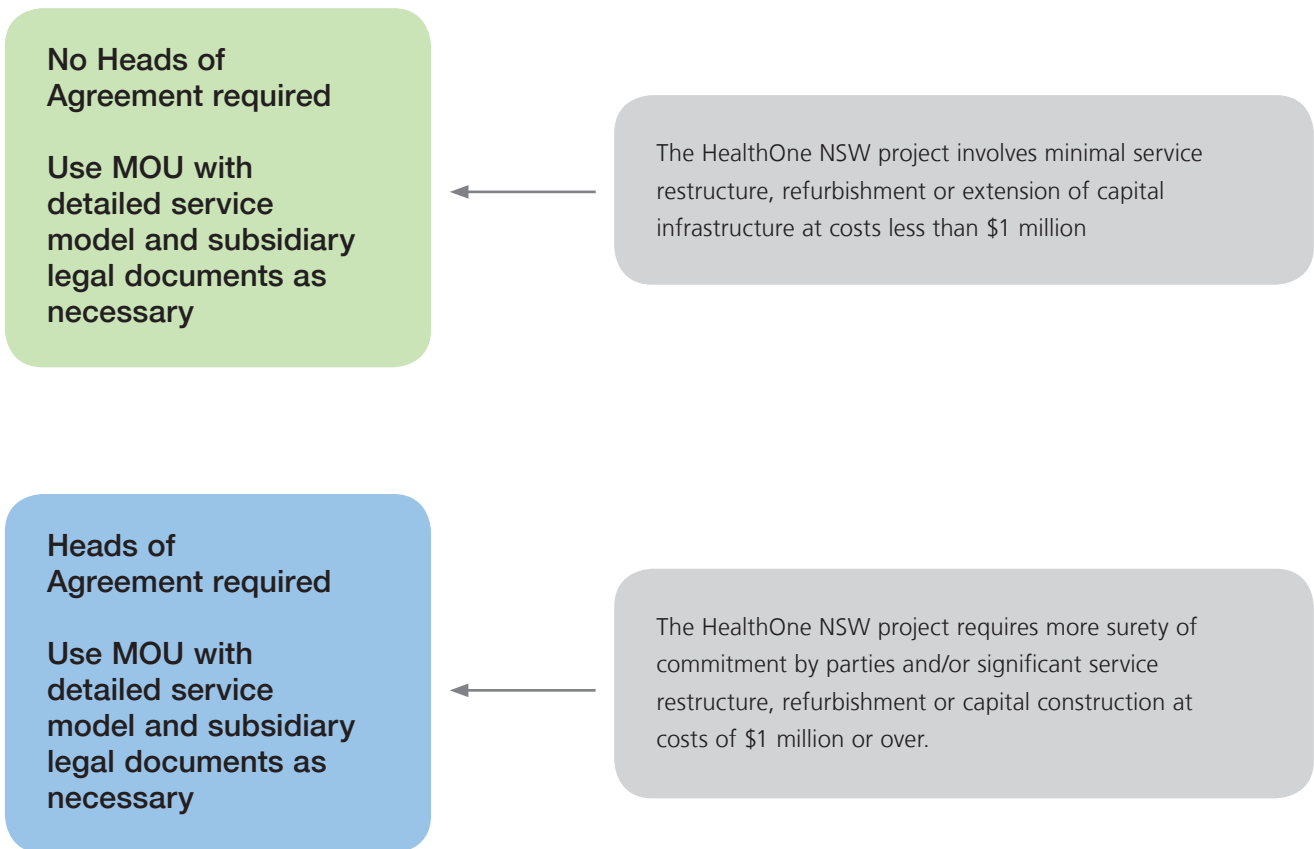 No Heads of
Agreement required
Use MOU with
detailed service
model and subsidiary
legal documents as
necessary
The HealthOne NSW project involves minimal service
restructure, refurbishment or extension of capital
infrastructure at costs less than $1 million
Heads of
Agreement required
Use MOU with
detailed service
model and subsidiary
legal documents as
necessary
The HealthOne NSW project requires more surety of
commitment by parties and/or significant service
restructure, refurbishment or capital construction at
costs of $1 million or over.